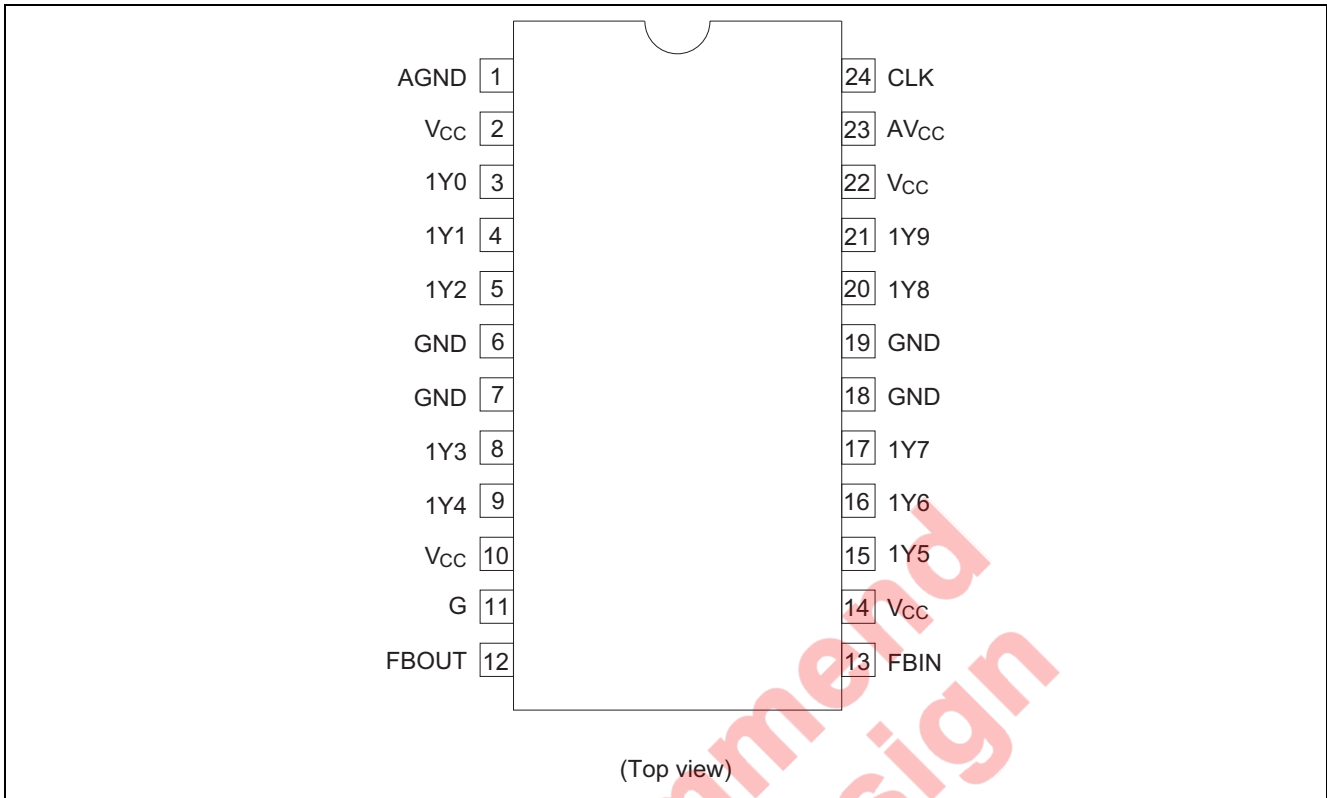 AGND 1 24 CLK
VCC 2 23 AVCC
1Y0 3 22 VCC
1Y1 4 21 1Y9
1Y2 5 20 1Y8
GND 6 19 GND
GND 7 18 GND
1Y3 8 17 1Y7
1Y4 9 16 1Y6
VCC 10 15 1Y5
G 11 14 VCC
FBOUT 12 13 FBIN
(Top view)